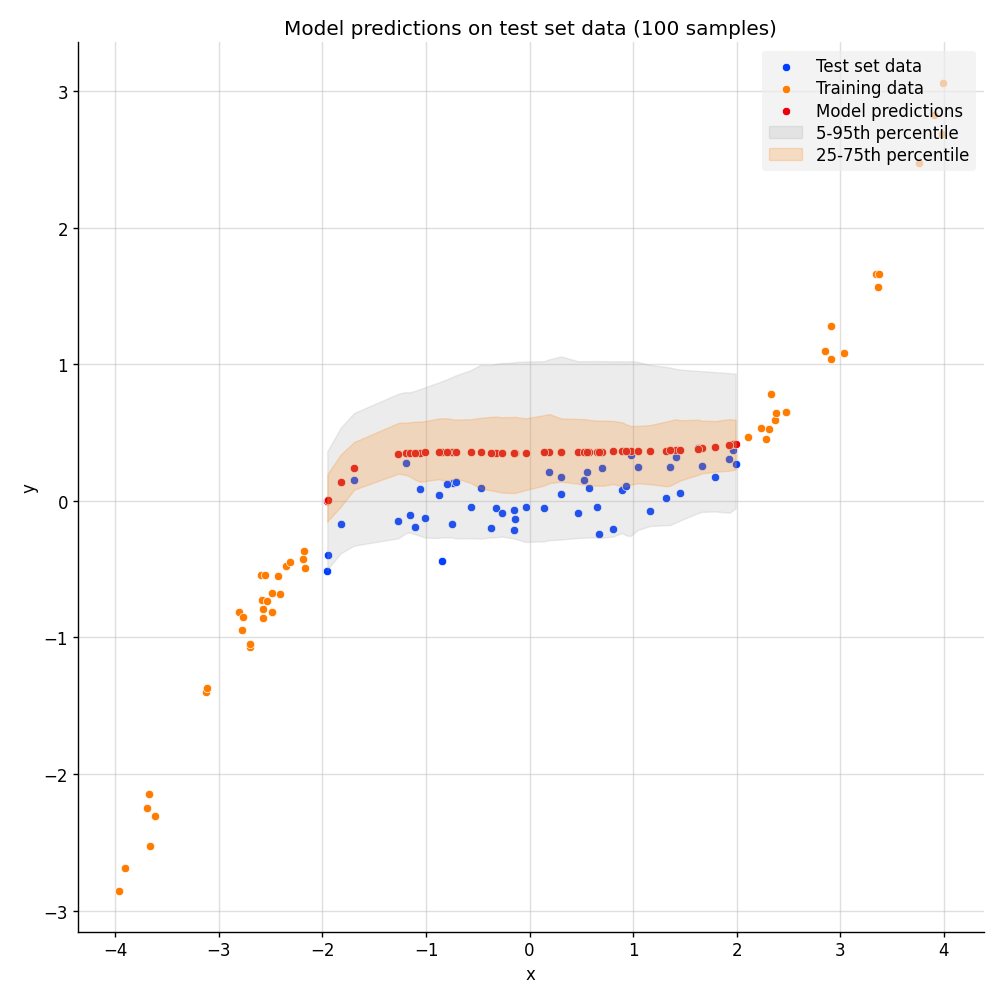 Model predictions on test set data (100 samples)
Test set data
Training data
Model predictions
5-95th percentile
25-75th percentile
3
2
1
0
−1
−2
−3
y
−4 −3 −2 −1 0 1 2 3 4
x